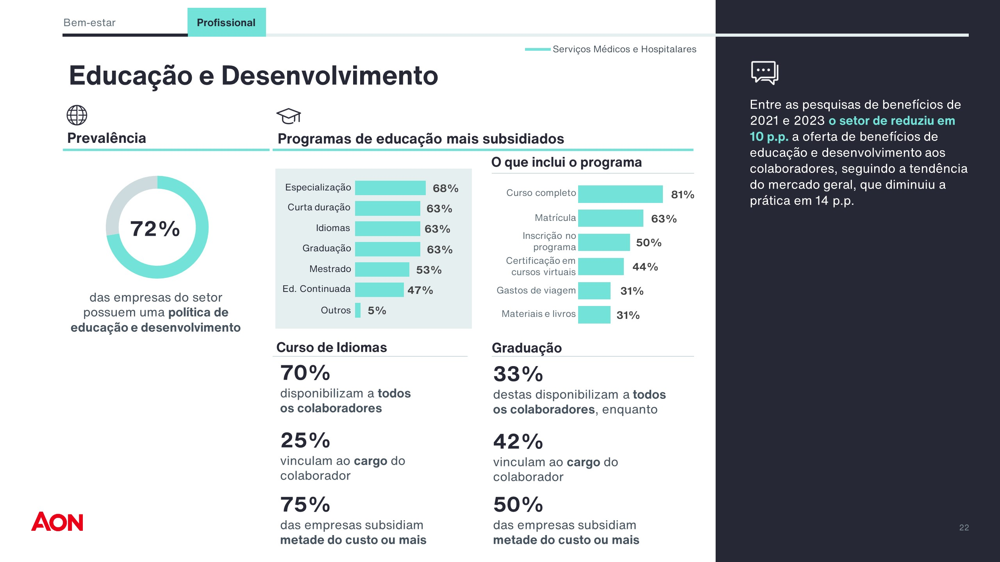 Bem-estar
Profissional
Serviços Médicos e Hospitalares
Educação e Desenvolvimento
Prevalência
72%
das empresas do setor
possuem uma política de
educação e desenvolvimento
Programas de educação mais subsidiados
Especialização 68%
Curta duração 63%
Idiomas 63%
Graduação 63%
Mestrado 53%
Ed. Continuada 47%
Outros 5%
O que inclui o programa
Curso completo 81%
Matrícula 63%
Inscrição no
programa 50%
Certificação em
cursos virtuais 44%
Gastos de viagem 31%
Materiais e livros 31%
Curso de Idiomas
70%
disponibilizam a todos
os colaboradores
25%
vinculam ao cargo do
colaborador
75%
das empresas subsidiam
metade do custo ou mais
Graduação
33%
destas disponibilizam a todos
os colaboradores, enquanto
42%
vinculam ao cargo do
colaborador
50%
das empresas subsidiam
metade do custo ou mais
Entre as pesquisas de benefícios de
2021 e 2023 o setor de reduziu em
10 p.p. a oferta de benefícios de
educação e desenvolvimento aos
colaboradores, seguindo a tendência
do mercado geral, que diminuiu a
prática em 14 p.p.
AON
22